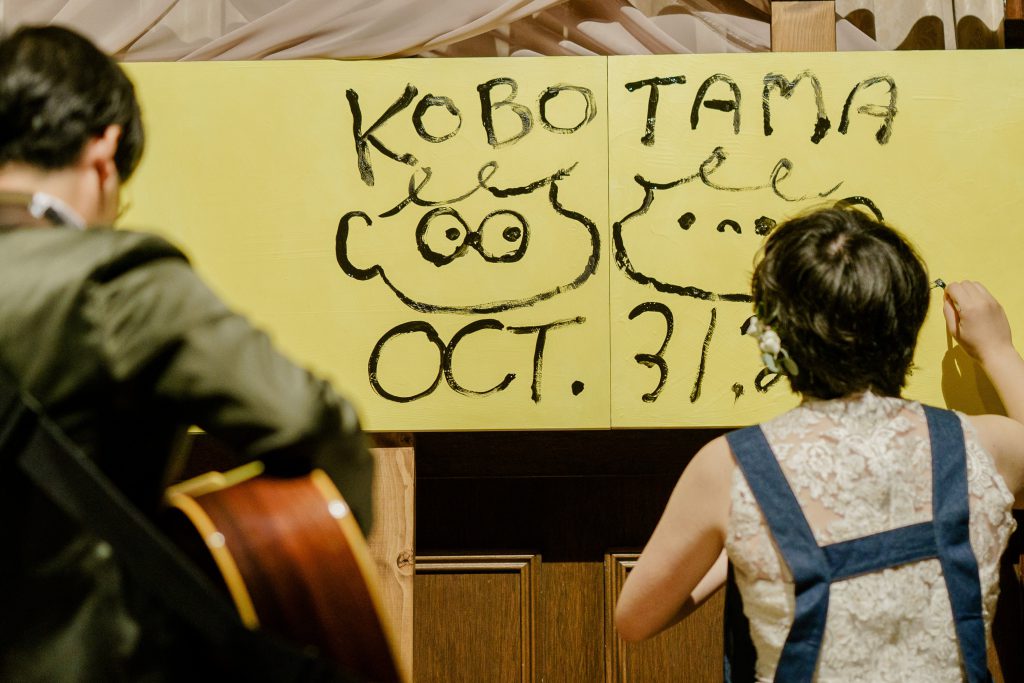 KOBO TAMA
OCT. 31.